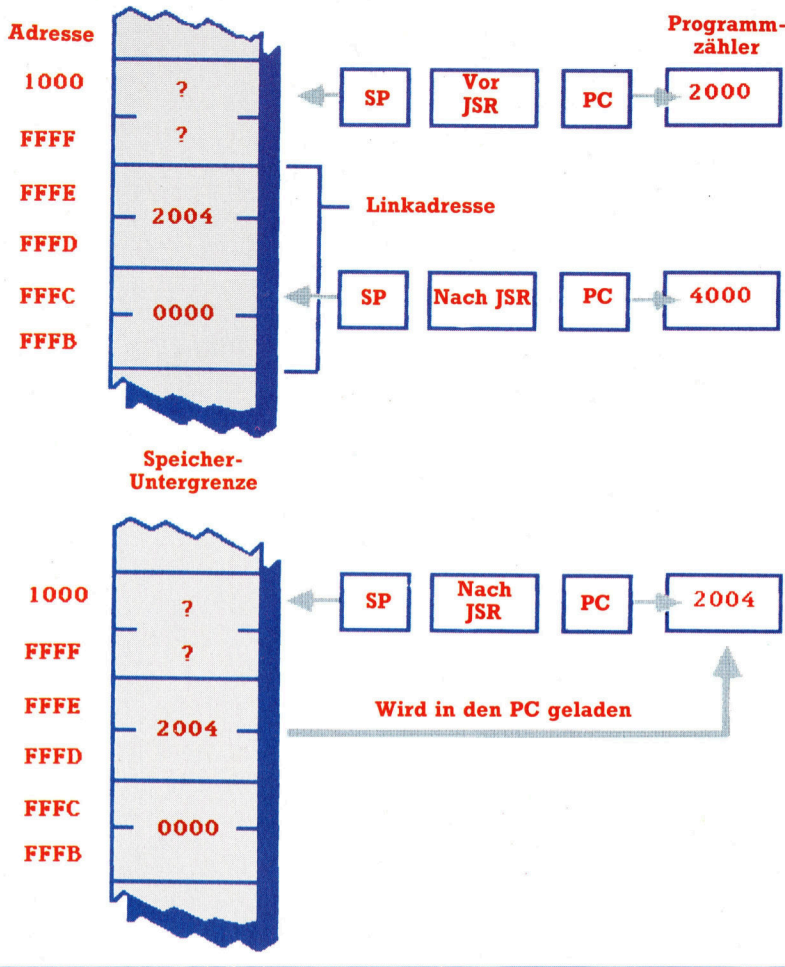 Adresse
Programm-
zähler
1000
?
SP
Vor
JSR
PC
2000
FFFF
?
FFFE
2004
Linkadresse
FFFD
FFFC
0000
SP
Nach JSR
PC
4000
FFFB
Speicher-
Untergrenze
1000
?
SP
Nach
JSR
PC
2004
FFFF
?
FFFE
2004
Wird in den PC geladen
FFFD
FFFC
0000
FFFB